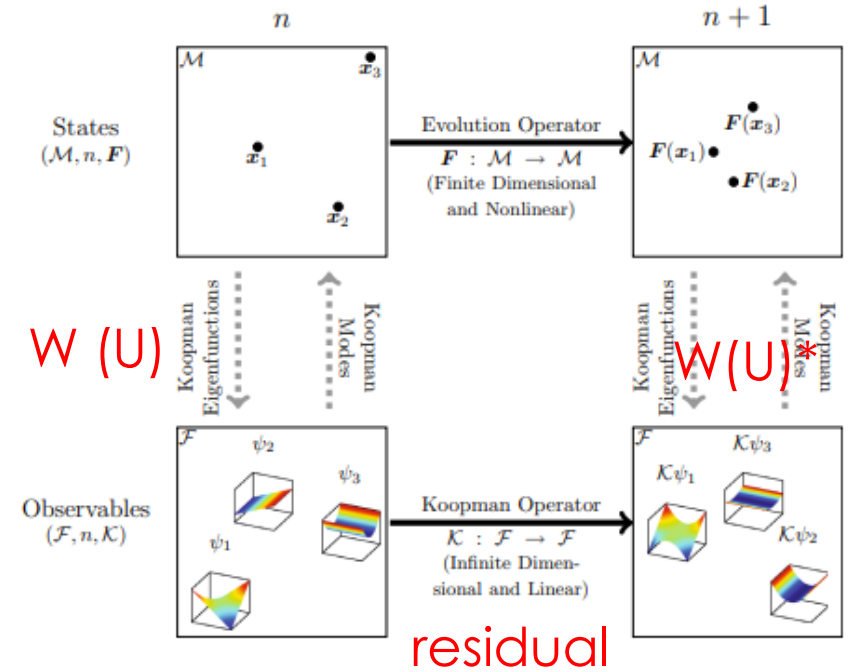 n
n + 1
M
x₃
x₁
x₂
States
(M, n, F)
Evolution Operator
F : M → M
(Finite Dimensional
and Nonlinear)
M
F(x₃)
F(x₁)
F(x₂)
W (U)
Koopman
Eigenfunctions
Koopman
Modes
Koopman
Eigenfunctions
W(U)*
Koopman
Modes
Observables
(F, n, K)
F
ψ₂
ψ₃
ψ₁
Koopman Operator
K : F → F
(Infinite Dimen-
sional and Linear)
F
Kψ₃
Kψ₁
Kψ₂
residual